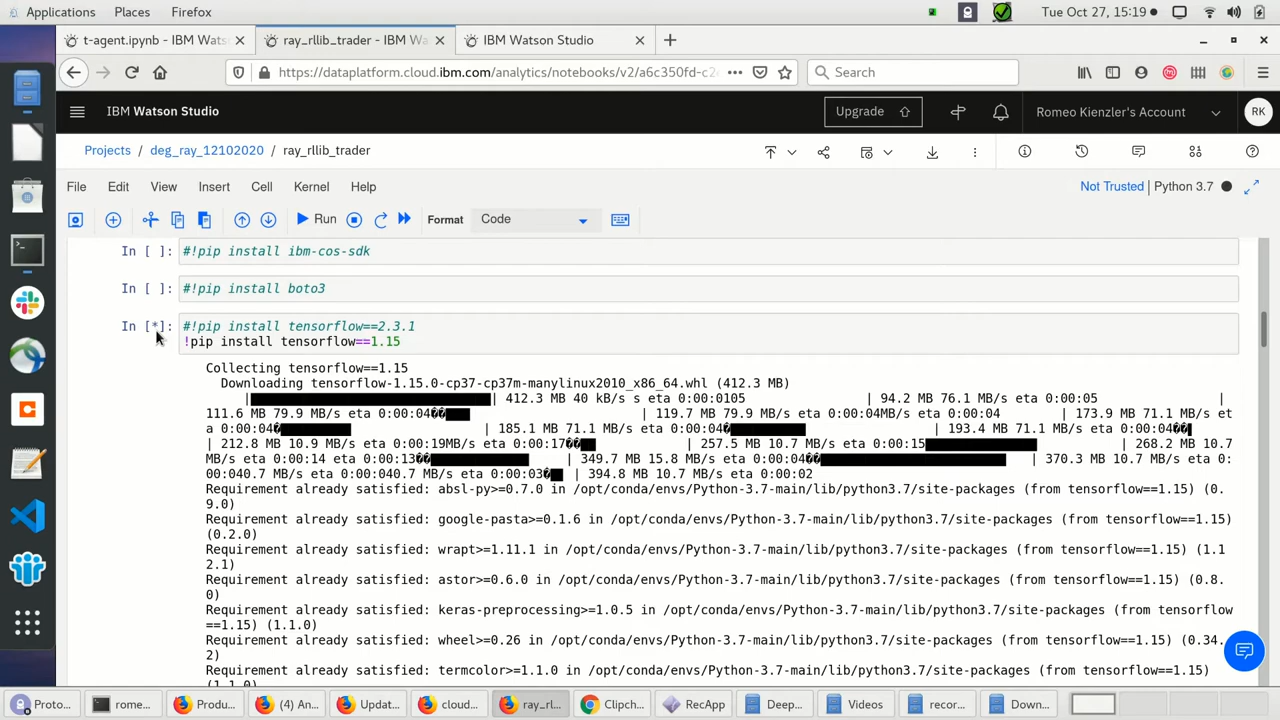 Applications Places Firefox Tue Oct 27, 15:19
t-agent.ipynb - IBM Wats
ray_rllib_trader - IBM Wa
IBM Watson Studio
https://dataplatform.cloud.ibm.com/analytics/notebooks/v2/a6c350fd-c2
Search
IBM Watson Studio
Upgrade
Romeo Kienzler's Account
RK
Projects / deg_ray_12102020 / ray_rllib_trader
File Edit View Insert Cell Kernel Help
Not Trusted | Python 3.7
Run
Format
Code
In [ ]: #!pip install ibm-cos-sdk
In [ ]: #!pip install boto3
In [*]: #!pip install tensorflow==2.3.1
!pip install tensorflow==1.15
Collecting tensorflow==1.15
Downloading tensorflow-1.15.0-cp37-cp37m-manylinux2010_x86_64.whl (412.3 MB)
| | 412.3 MB 40 kB/s s eta 0:00:0105 | 94.2 MB 76.1 MB/s eta 0:00:05 |
111.6 MB 79.9 MB/s eta 0:00:04�� | 119.7 MB 79.9 MB/s eta 0:00:04MB/s eta 0:00:04 | 173.9 MB 71.1 MB/s et
a 0:00:04� | 185.1 MB 71.1 MB/s eta 0:00:04� | 193.4 MB 71.1 MB/s eta 0:00:04��
| 212.8 MB 10.9 MB/s eta 0:00:19MB/s eta 0:00:17�� | 257.5 MB 10.7 MB/s eta 0:00:15 | 268.2 MB 10.7
MB/s eta 0:00:14 eta 0:00:13�� | 349.7 MB 15.8 MB/s eta 0:00:04�� | 370.3 MB 10.7 MB/s eta 0:
00:040.7 MB/s eta 0:00:040.7 MB/s eta 0:00:03� | 394.8 MB 10.7 MB/s eta 0:00:02
Requirement already satisfied: absl-py>=0.7.0 in /opt/conda/envs/Python-3.7-main/lib/python3.7/site-packages (from tensorflow==1.15) (0.
9.0)
Requirement already satisfied: google-pasta>=0.1.6 in /opt/conda/envs/Python-3.7-main/lib/python3.7/site-packages (from tensorflow==1.15)
(0.2.0)
Requirement already satisfied: wrapt>=1.11.1 in /opt/conda/envs/Python-3.7-main/lib/python3.7/site-packages (from tensorflow==1.15) (1.1
2.1)
Requirement already satisfied: astor>=0.6.0 in /opt/conda/envs/Python-3.7-main/lib/python3.7/site-packages (from tensorflow==1.15) (0.8.
0)
Requirement already satisfied: keras-preprocessing>=1.0.5 in /opt/conda/envs/Python-3.7-main/lib/python3.7/site-packages (from tensorflow
==1.15) (1.1.0)
Requirement already satisfied: wheel>=0.26 in /opt/conda/envs/Python-3.7-main/lib/python3.7/site-packages (from tensorflow==1.15) (0.34.
2)
Requirement already satisfied: termcolor>=1.1.0 in /opt/conda/envs/Python-3.7-main/lib/python3.7/site-packages (from tensorflow==1.15)
(1.1.0)
Proto... rome... Produ... (4) en... Updat... cloud... ray_rl... Clipch... RecApp Deep... Videos recor... Down...